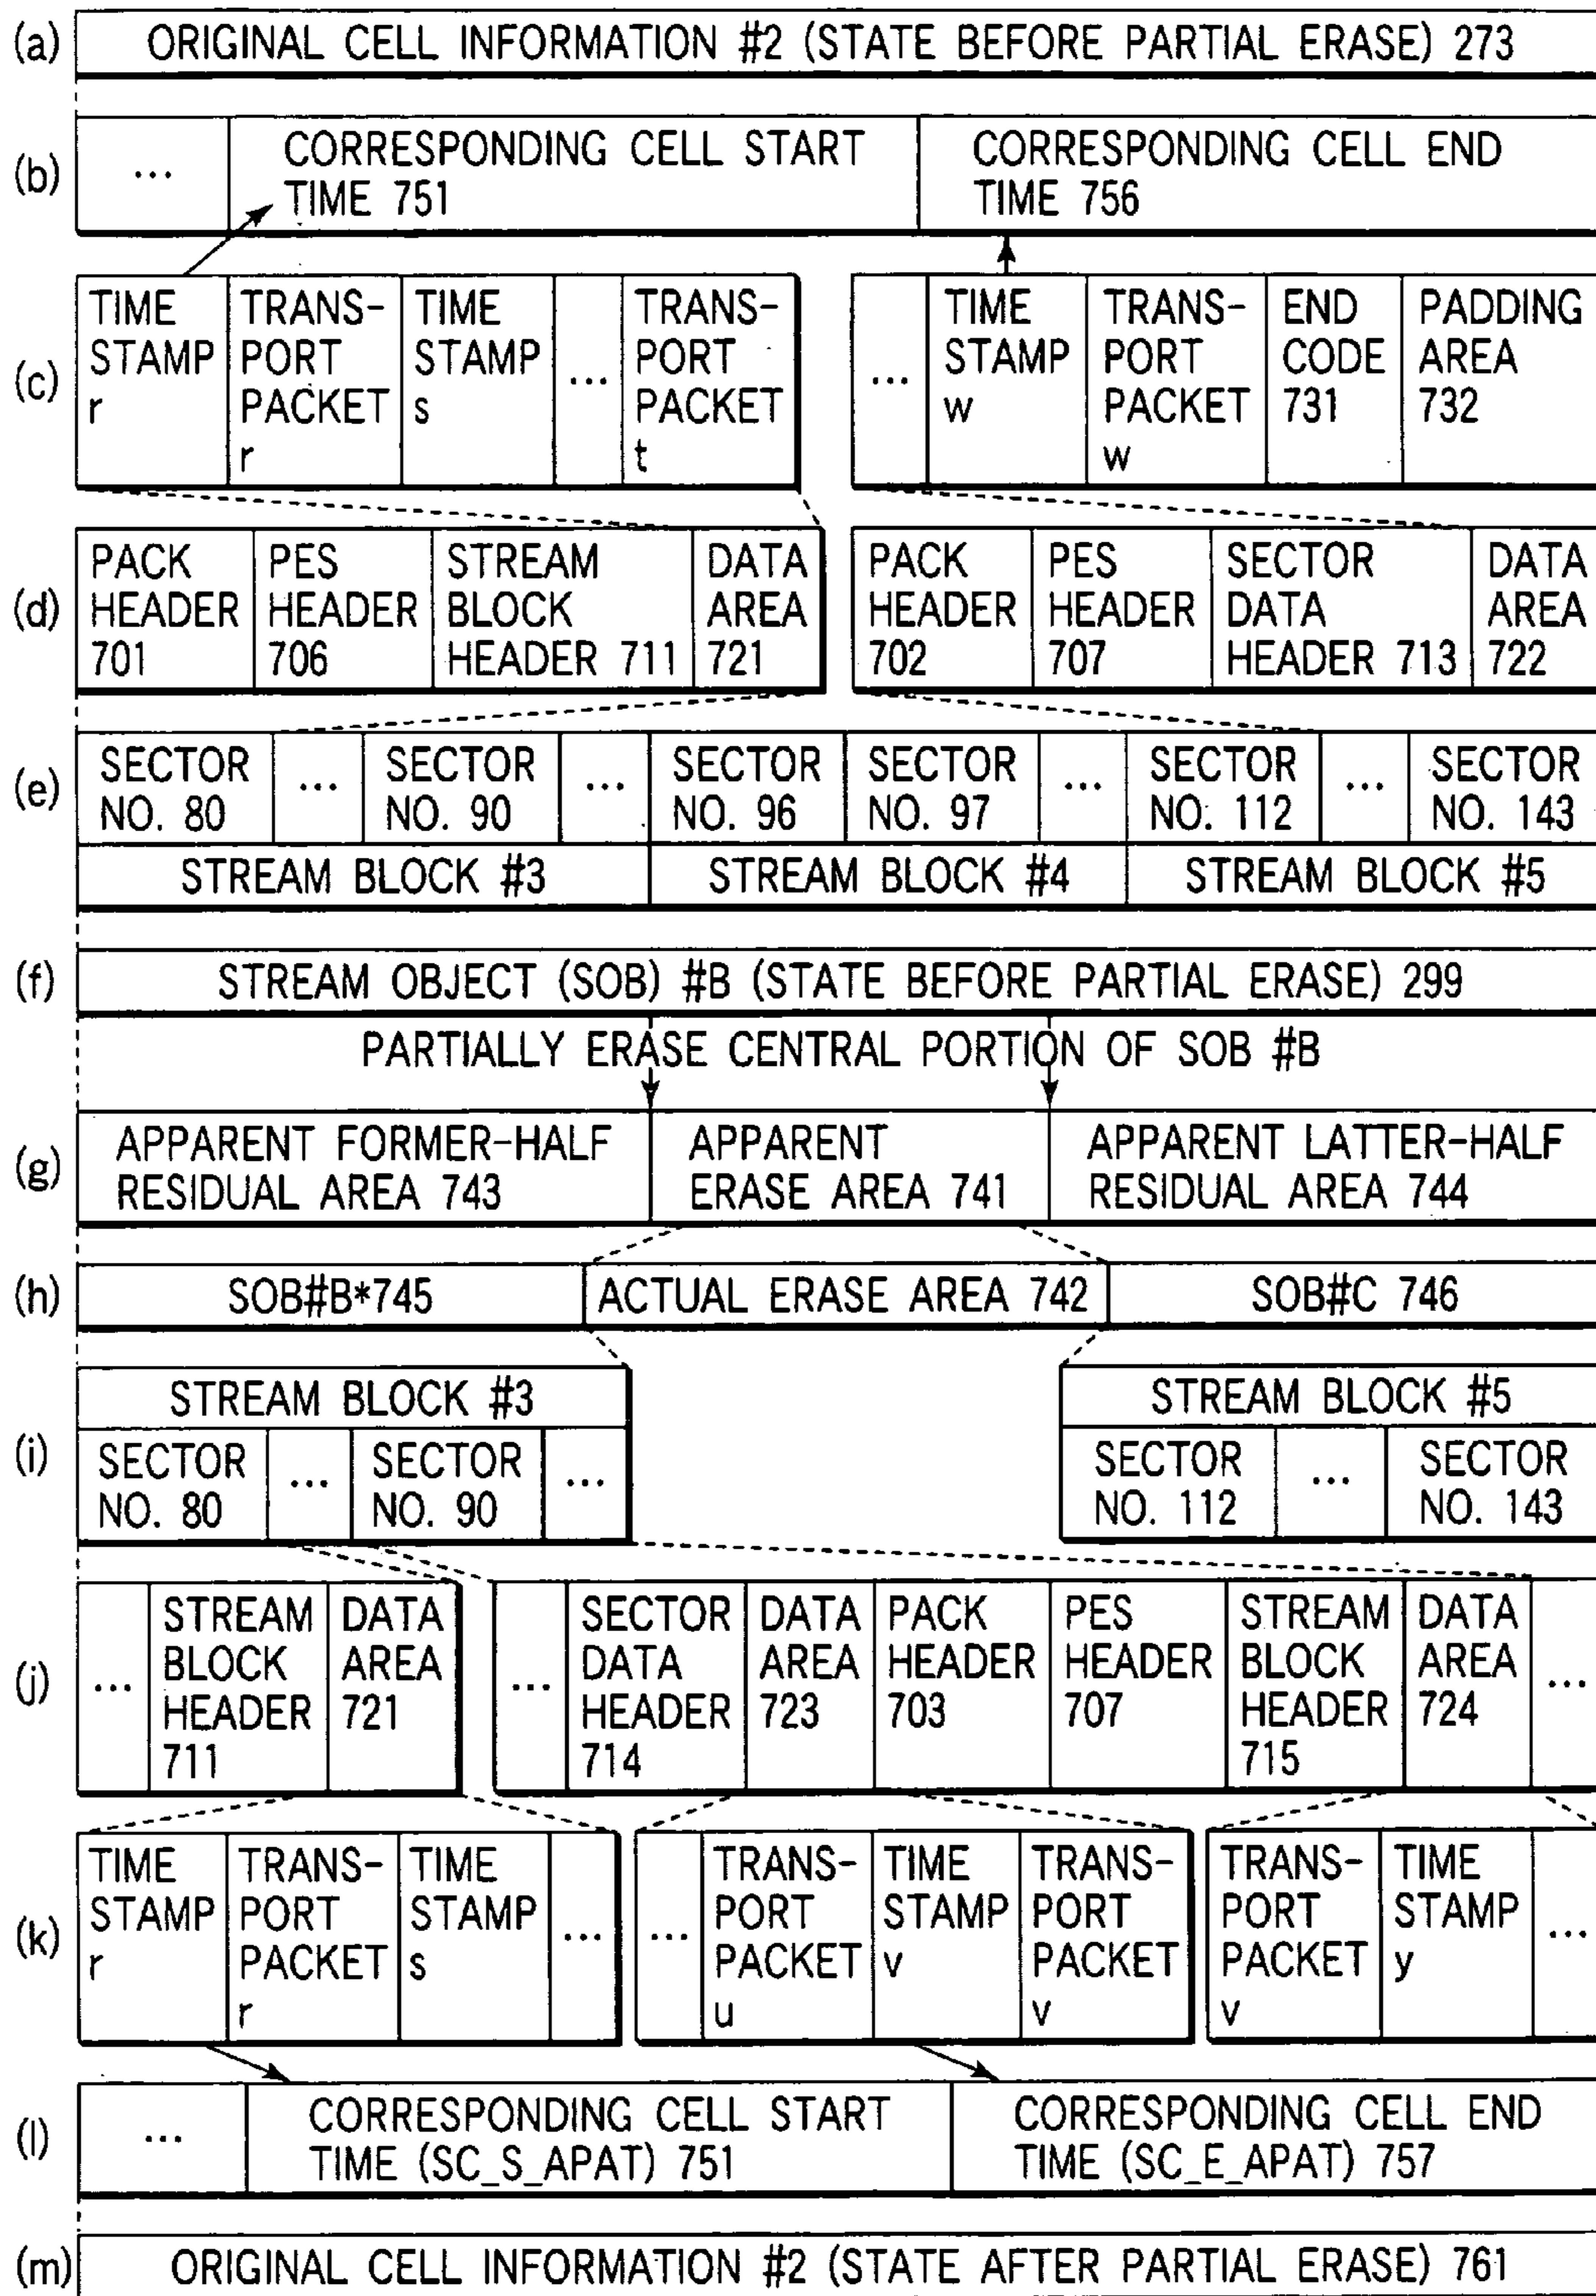 (a) ORIGINAL CELL INFORMATION #2 (STATE BEFORE PARTIAL ERASE) 273
(b) ... CORRESPONDING CELL START TIME 751 CORRESPONDING CELL END TIME 756
(c) TIME STAMP r TRANS-PORT PACKET r TIME STAMP s ... TRANS-PORT PACKET t ... TIME STAMP w TRANS-PORT PACKET w END CODE 731 PADDING AREA 732
(d) PACK HEADER 701 PES HEADER 706 STREAM BLOCK HEADER 711 DATA AREA 721 PACK HEADER 702 PES HEADER 707 SECTOR DATA HEADER 713 DATA AREA 722
(e) SECTOR NO. 80 ... SECTOR NO. 90 ... SECTOR NO. 96 SECTOR NO. 97 ... SECTOR NO. 112 ... SECTOR NO. 143
STREAM BLOCK #3 STREAM BLOCK #4 STREAM BLOCK #5
(f) STREAM OBJECT (SOB) #B (STATE BEFORE PARTIAL ERASE) 299
PARTIALLY ERASE CENTRAL PORTION OF SOB #B
(g) APPARENT FORMER-HALF RESIDUAL AREA 743 APPARENT ERASE AREA 741 APPARENT LATTER-HALF RESIDUAL AREA 744
(h) SOB#B*745 ACTUAL ERASE AREA 742 SOB#C 746
(i) STREAM BLOCK #3 STREAM BLOCK #5
SECTOR NO. 80 ... SECTOR NO. 90 ... SECTOR NO. 112 ... SECTOR NO. 143
(j) ... STREAM BLOCK HEADER 711 DATA AREA 721 ... SECTOR DATA HEADER 714 DATA AREA 723 PACK HEADER 703 PES HEADER 707 STREAM BLOCK HEADER 715 DATA AREA 724 ...
(k) TIME STAMP r TRANS-PORT PACKET r TIME STAMP s ... ... TRANS-PORT PACKET u TIME STAMP v TRANS-PORT PACKET v TRANS-PORT PACKET v TIME STAMP y ...
(l) ... CORRESPONDING CELL START TIME (SC_S_APAT) 751 CORRESPONDING CELL END TIME (SC_E_APAT) 757
(m) ORIGINAL CELL INFORMATION #2 (STATE AFTER PARTIAL ERASE) 761